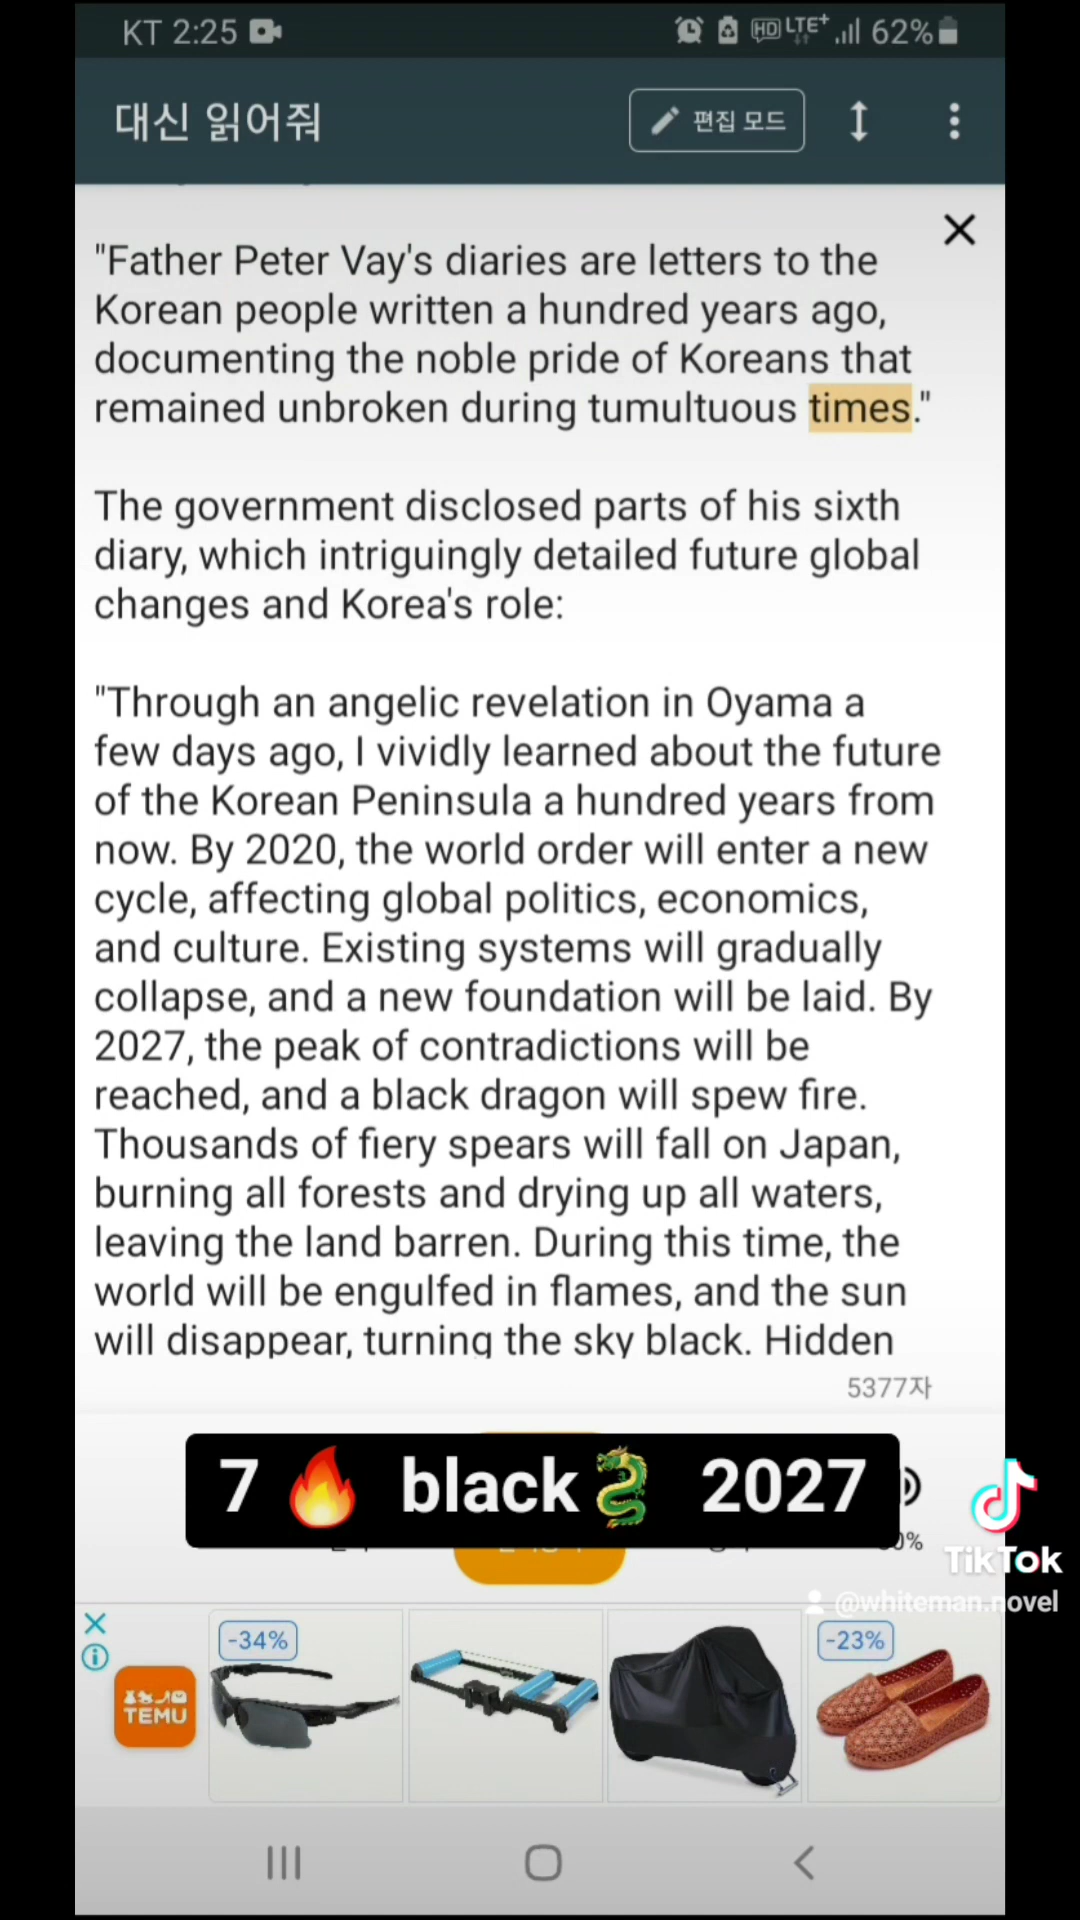 KT 2:25
HD LTE+ 62%
대신 읽어줘
편집 모드
"Father Peter Vay's diaries are letters to the
Korean people written a hundred years ago,
documenting the noble pride of Koreans that
remained unbroken during tumultuous times."
The government disclosed parts of his sixth
diary, which intriguingly detailed future global
changes and Korea's role:
"Through an angelic revelation in Oyama a
few days ago, I vividly learned about the future
of the Korean Peninsula a hundred years from
now. By 2020, the world order will enter a new
cycle, affecting global politics, economics,
and culture. Existing systems will gradually
collapse, and a new foundation will be laid. By
2027, the peak of contradictions will be
reached, and a black dragon will spew fire.
Thousands of fiery spears will fall on Japan,
burning all forests and drying up all waters,
leaving the land barren. During this time, the
world will be engulfed in flames, and the sun
will disappear, turning the sky black. Hidden
5377자
7 🔥 black🐉 2027
0%
TikTok
@whiteman.novel
-34%
-23%
TEMU